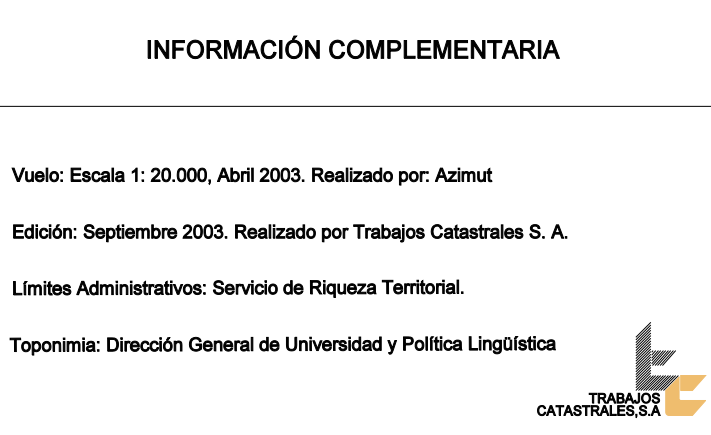 INFORMACIÓN COMPLEMENTARIA
Vuelo: Escala 1: 20.000, Abril 2003. Realizado por: Azimut
Edición: Septiembre 2003. Realizado por Trabajos Catastrales S. A.
Límites Administrativos: Servicio de Riqueza Territorial.
Toponimia: Dirección General de Universidad y Política Lingüística
TRABAJOS
CATASTRALES,S.A